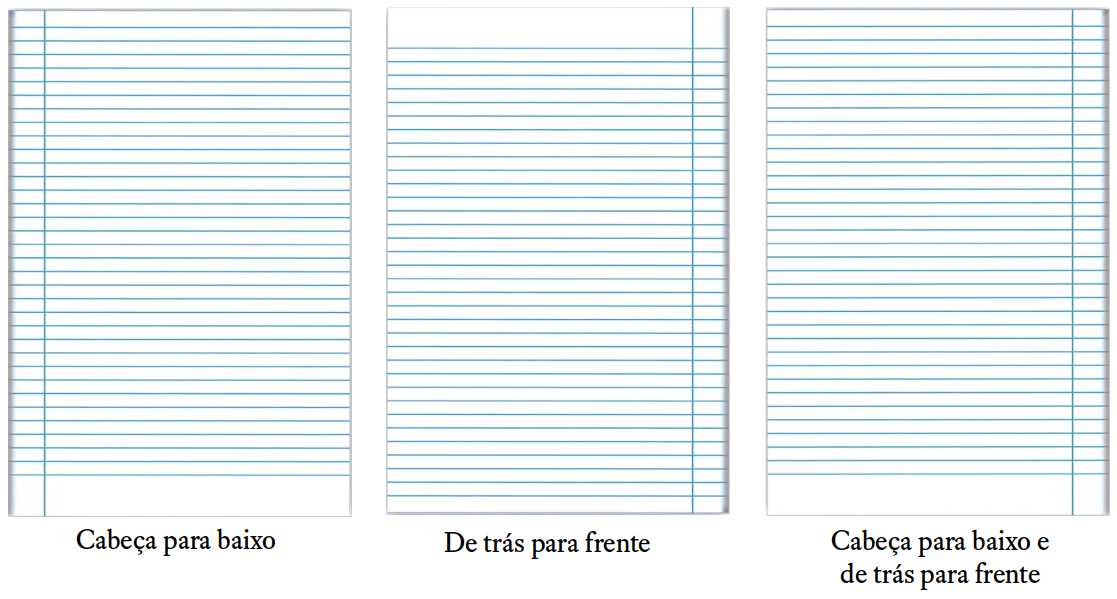 Cabeça para baixo
De trás para frente
Cabeça para baixo e
de trás para frente